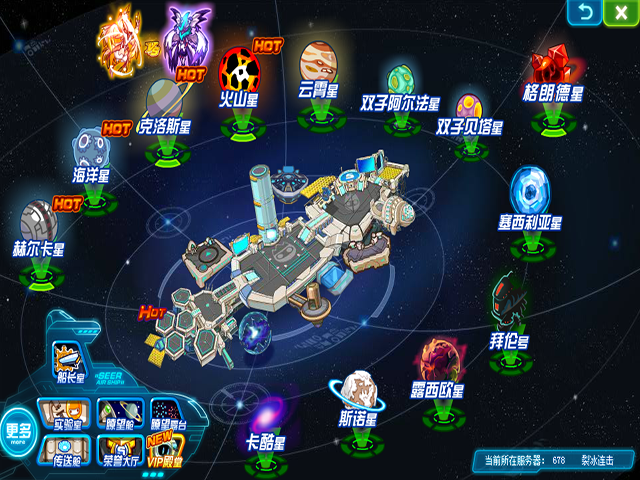 HOT
HOT
火山星
云霄星
双子阿尔法星
双子贝塔星
格朗德星
克洛斯星
HOT
海洋星
HOT
赫尔卡星
塞西利亚星
拜伦号
HOT
露西欧星
斯诺星
卡酷星
船长室
SEER
AIR SHIP
实验室
瞭望舱
瞭望露台
更多
more
传送舱
荣誉大厅
NEW
VIP殿堂
当前所在服务器： 678 裂冰连击